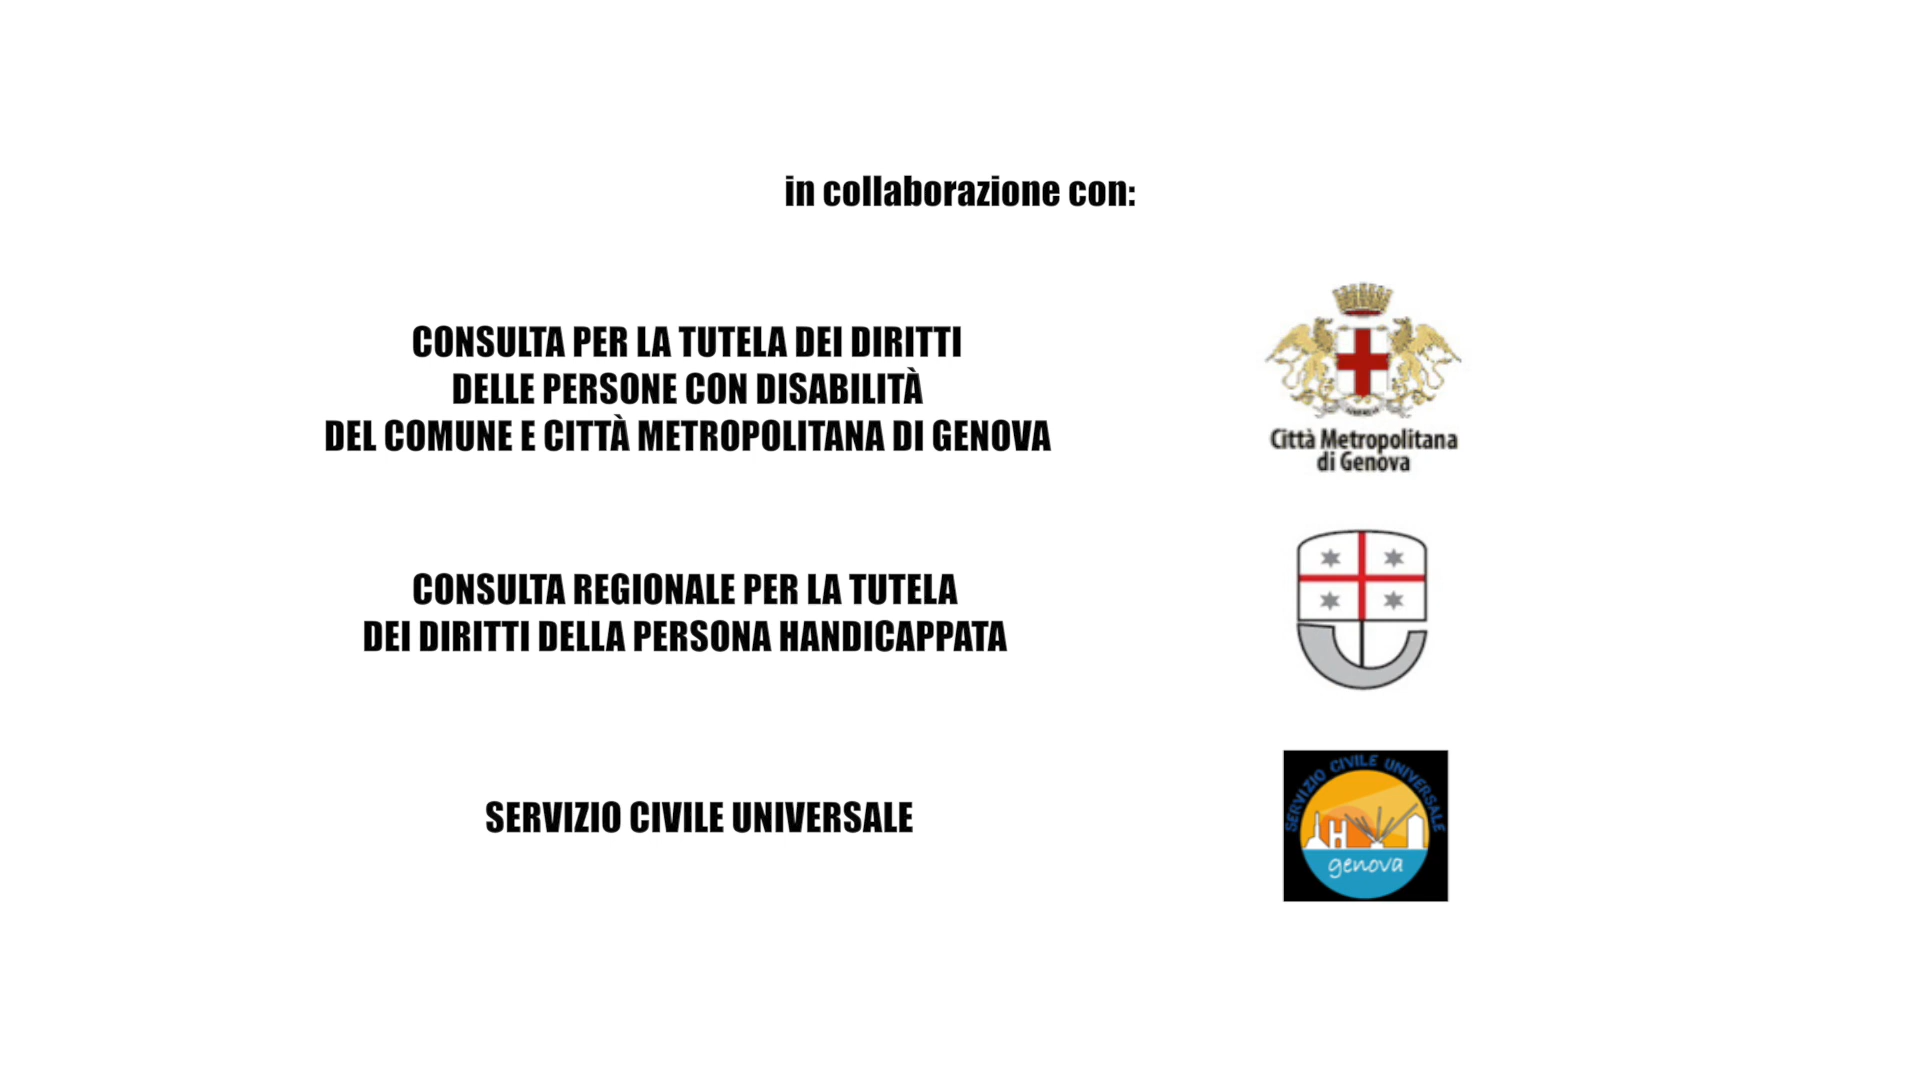 in collaborazione con:
CONSULTA PER LA TUTELA DEI DIRITTI
DELLE PERSONE CON DISABILITÀ
DEL COMUNE E CITTÀ METROPOLITANA DI GENOVA
Città Metropolitana
di Genova
CONSULTA REGIONALE PER LA TUTELA
DEI DIRITTI DELLA PERSONA HANDICAPPATA
SERVIZIO CIVILE UNIVERSALE
SERVIZIO CIVILE UNIVERSALE
genova